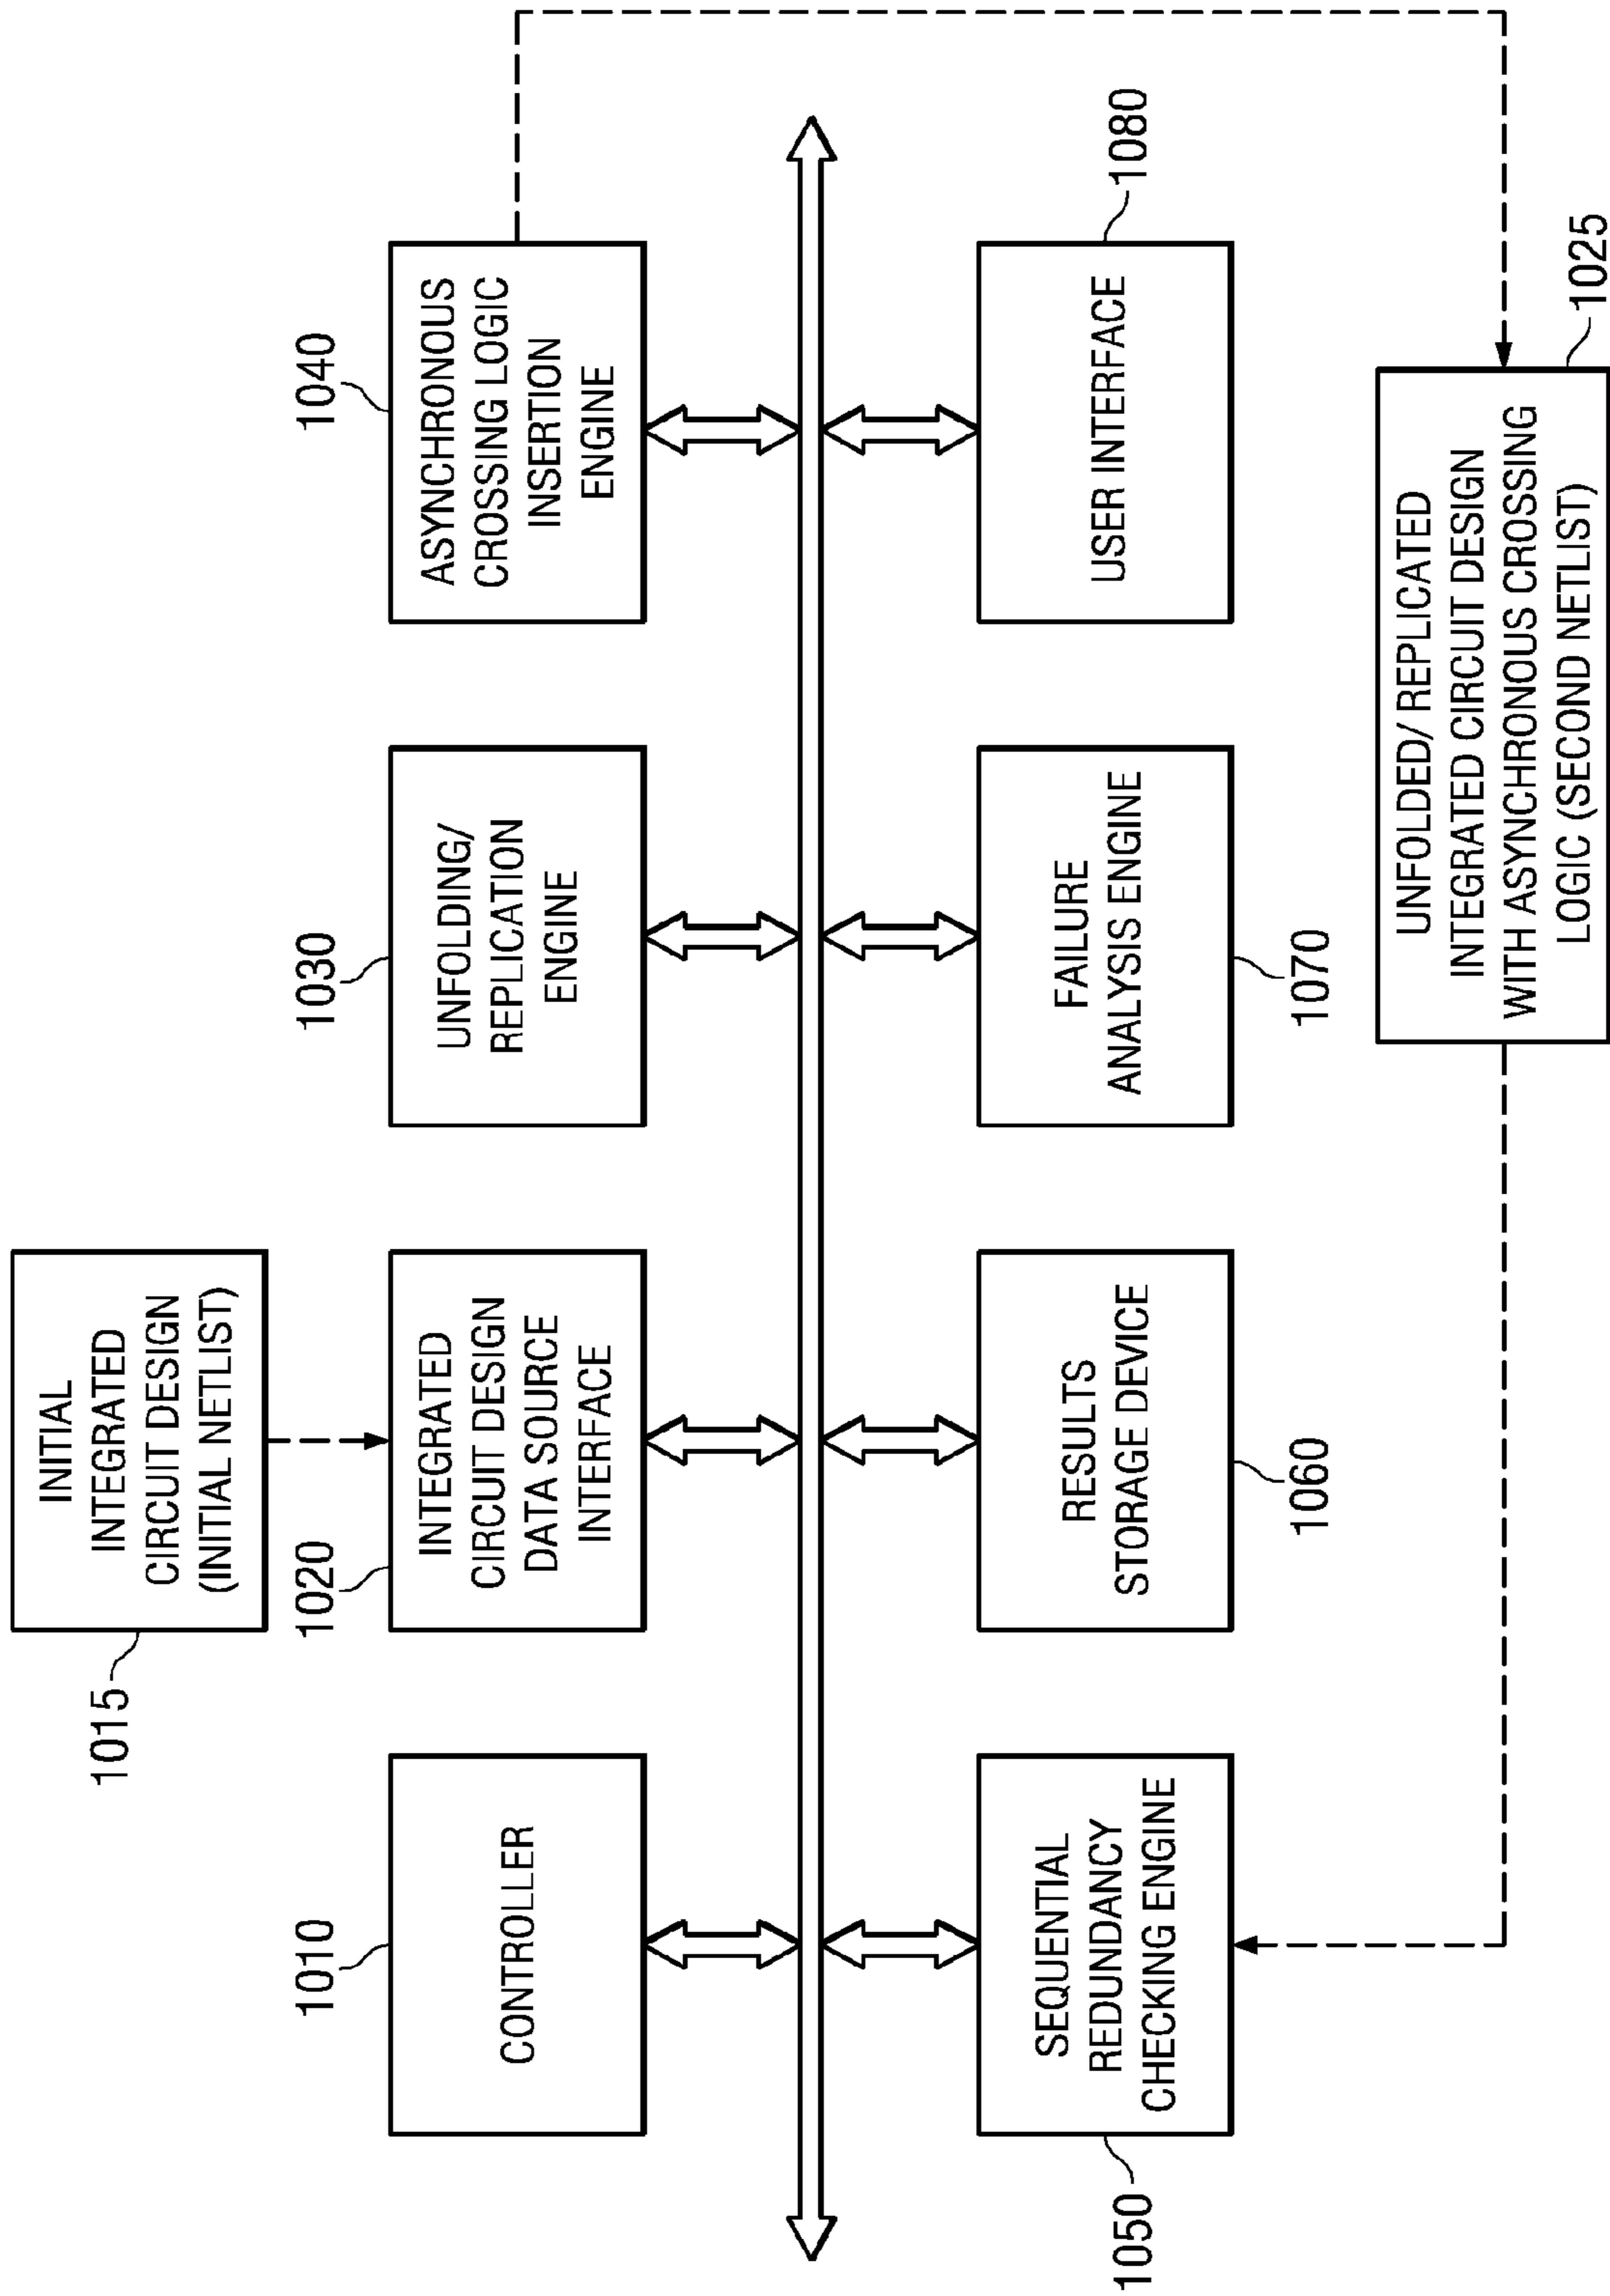 1015
INITIAL
INTEGRATED
CIRCUIT DESIGN
(INITIAL NETLIST)
1010
CONTROLLER
1020
INTEGRATED
CIRCUIT DESIGN
DATA SOURCE
INTERFACE
1030
UNFOLDING/
REPLICATION
ENGINE
1040
ASYNCHRONOUS
CROSSING LOGIC
INSERTION
ENGINE
1050
SEQUENTIAL
REDUNDANCY
CHECKING ENGINE
RESULTS
STORAGE DEVICE
1060
FAILURE
ANALYSIS ENGINE
1070
USER INTERFACE
1080
UNFOLDED/REPLICATED
INTEGRATED CIRCUIT DESIGN
WITH ASYNCHRONOUS CROSSING
LOGIC (SECOND NETLIST)
1025